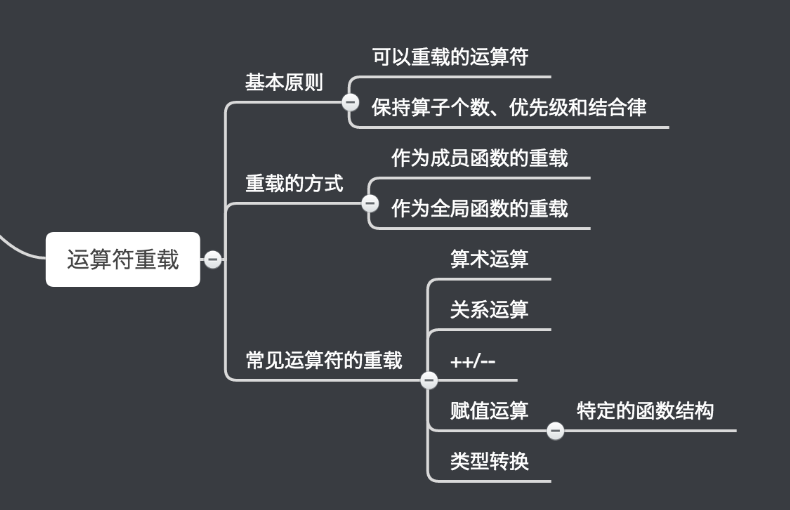 可以重载的运算符
基本原则
保持算子个数、优先级和结合律
作为成员函数的重载
重载的方式
作为全局函数的重载
运算符重载
算术运算
关系运算
常见运算符的重载
++/--
赋值运算
特定的函数结构
类型转换